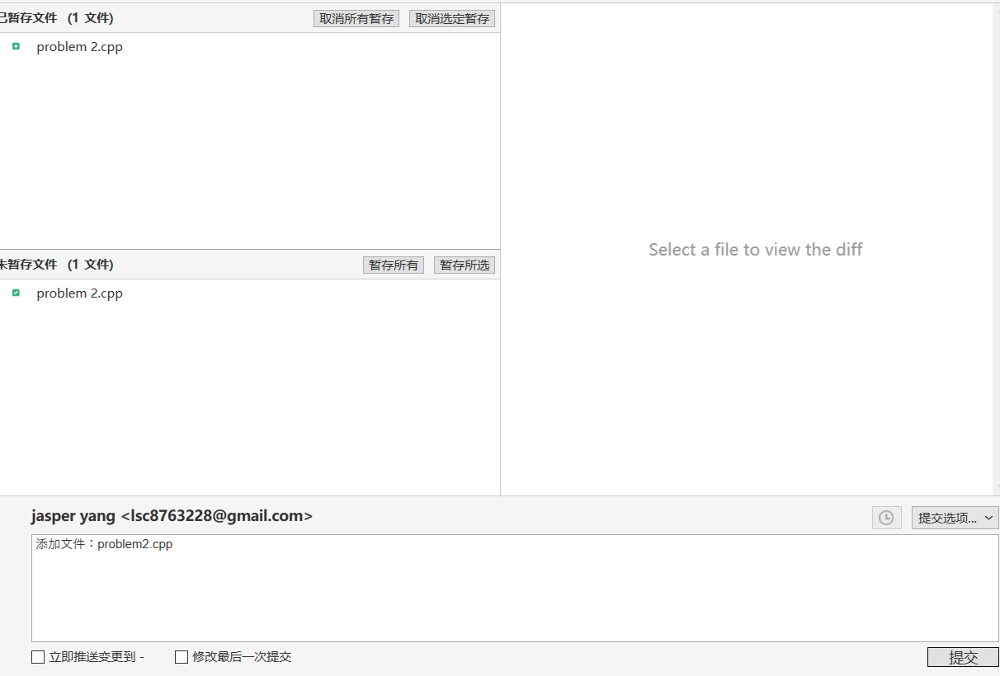 已暂存文件 (1 文件) 取消所有暂存 取消选定暂存
problem 2.cpp
Select a file to view the diff
未暂存文件 (1 文件) 暂存所有 暂存所选
problem 2.cpp
jasper yang <lsc8763228@gmail.com> 提交选项...
添加文件：problem2.cpp
立即推送变更到 - 修改最后一次提交 提交